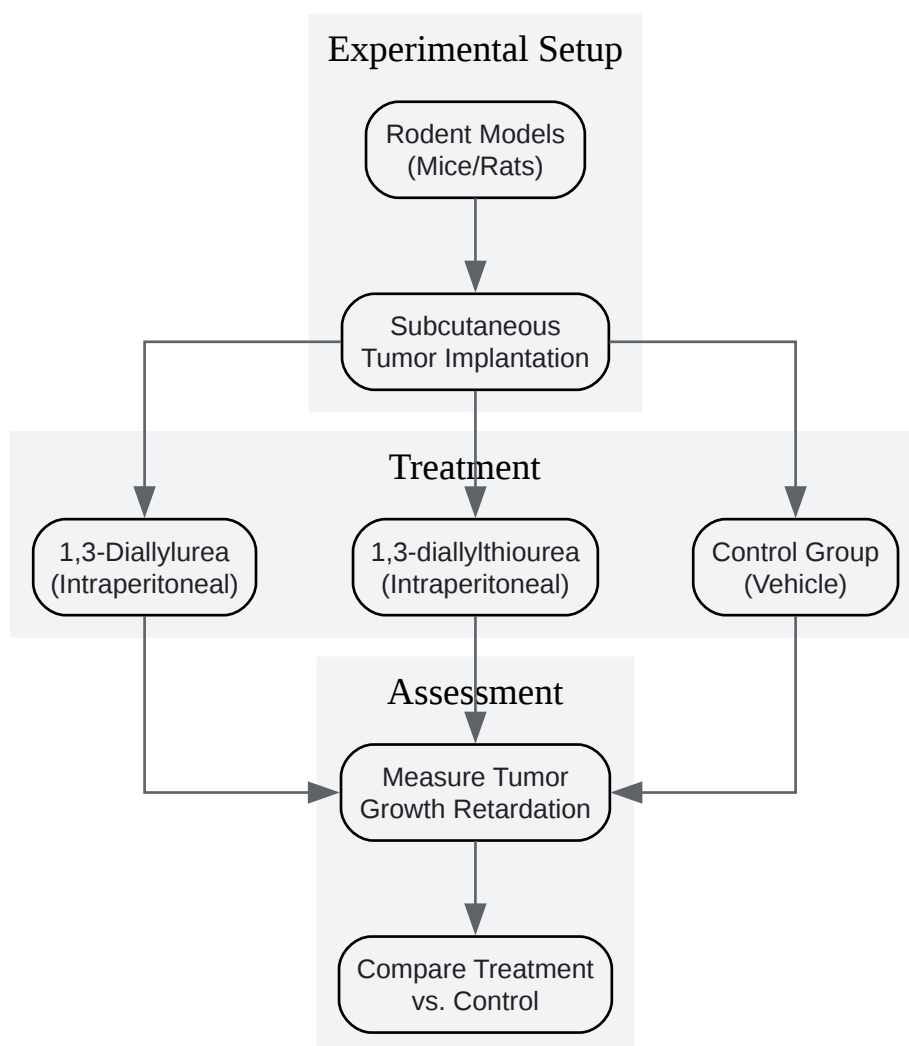 Experimental Setup
Rodent Models
(Mice/Rats)
Subcutaneous
Tumor Implantation
Treatment
1,3-Diallylurea
(Intraperitoneal)
1,3-diallylthiourea
(Intraperitoneal)
Control Group
(Vehicle)
Assessment
Measure Tumor
Growth Retardation
Compare Treatment
vs. Control